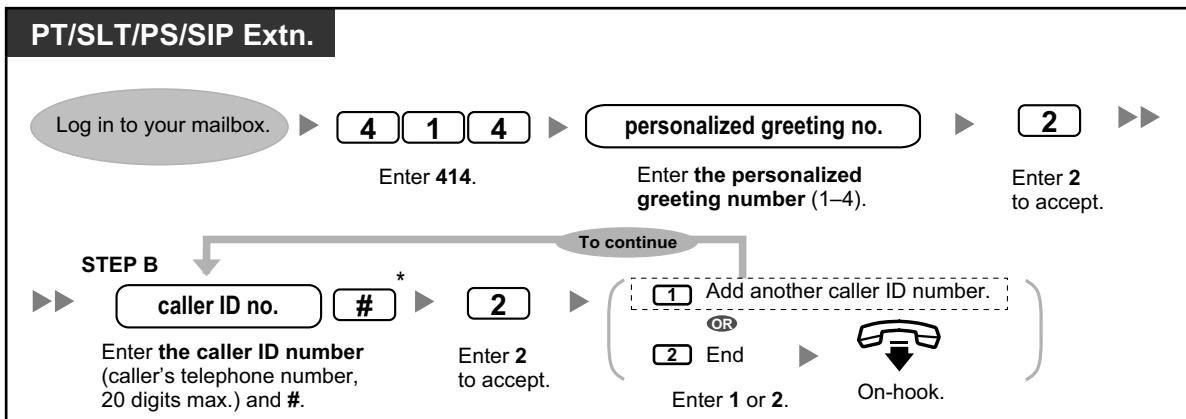 PT/SLT/PS/SIP Extn.
Log in to your mailbox.
4 1 4
Enter 414.
personalized greeting no.
Enter the personalized
greeting number (1–4).
2
Enter 2
to accept.
To continue
STEP B
caller ID no. # *
Enter the caller ID number
(caller's telephone number,
20 digits max.) and #.
2
Enter 2
to accept.
1 Add another caller ID number.
OR
2 End
Enter 1 or 2.
On-hook.